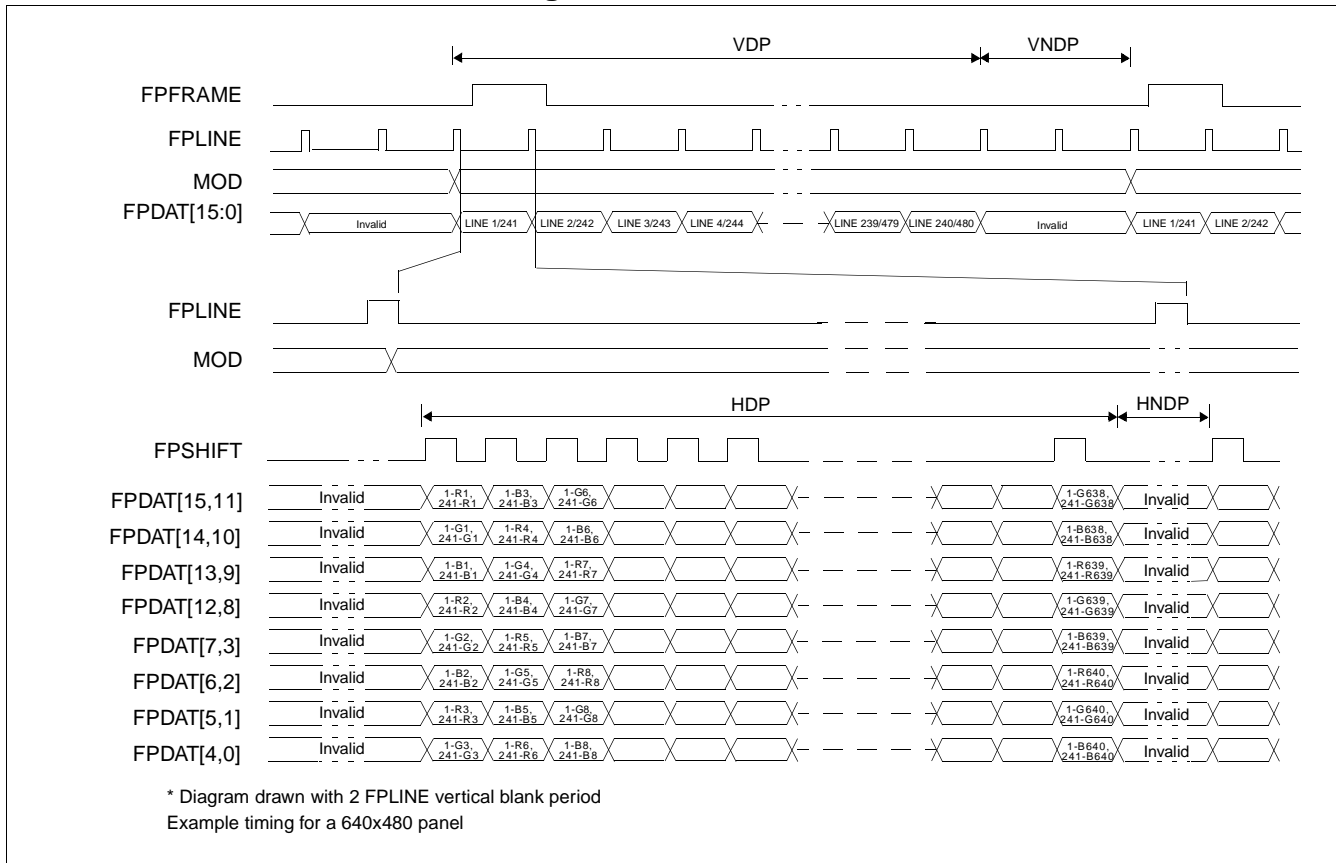 VDP VNDP
FPFRAME
FPLINE
MOD
FPDAT[15:0] Invalid LINE 1/241 LINE 2/242 LINE 3/243 LINE 4/244 LINE 239/479 LINE 240/480 Invalid LINE 1/241 LINE 2/242
FPLINE
MOD
HDP HNDP
FPSHIFT
FPDAT[15,11] Invalid 1-R1, 241-R1 1-B3, 241-B3 1-G6, 241-G6 1-G638, 241-G638 Invalid
FPDAT[14,10] Invalid 1-G1, 241-G1 1-R4, 241-R4 1-B6, 241-B6 1-B638, 241-B638 Invalid
FPDAT[13,9] Invalid 1-B1, 241-B1 1-G4, 241-G4 1-R7, 241-R7 1-R639, 241-R639 Invalid
FPDAT[12,8] Invalid 1-R2, 241-R2 1-B4, 241-B4 1-G7, 241-G7 1-G639, 241-G639 Invalid
FPDAT[7,3] Invalid 1-G2, 241-G2 1-R5, 241-R5 1-B7, 241-B7 1-B639, 241-B639 Invalid
FPDAT[6,2] Invalid 1-B2, 241-B2 1-G5, 241-G5 1-R8, 241-R8 1-R640, 241-R640 Invalid
FPDAT[5,1] Invalid 1-R3, 241-R3 1-B5, 241-B5 1-G8, 241-G8 1-G640, 241-G640 Invalid
FPDAT[4,0] Invalid 1-G3, 241-G3 1-R6, 241-R6 1-B8, 241-B8 1-B640, 241-B640 Invalid
* Diagram drawn with 2 FPLINE vertical blank period
Example timing for a 640x480 panel